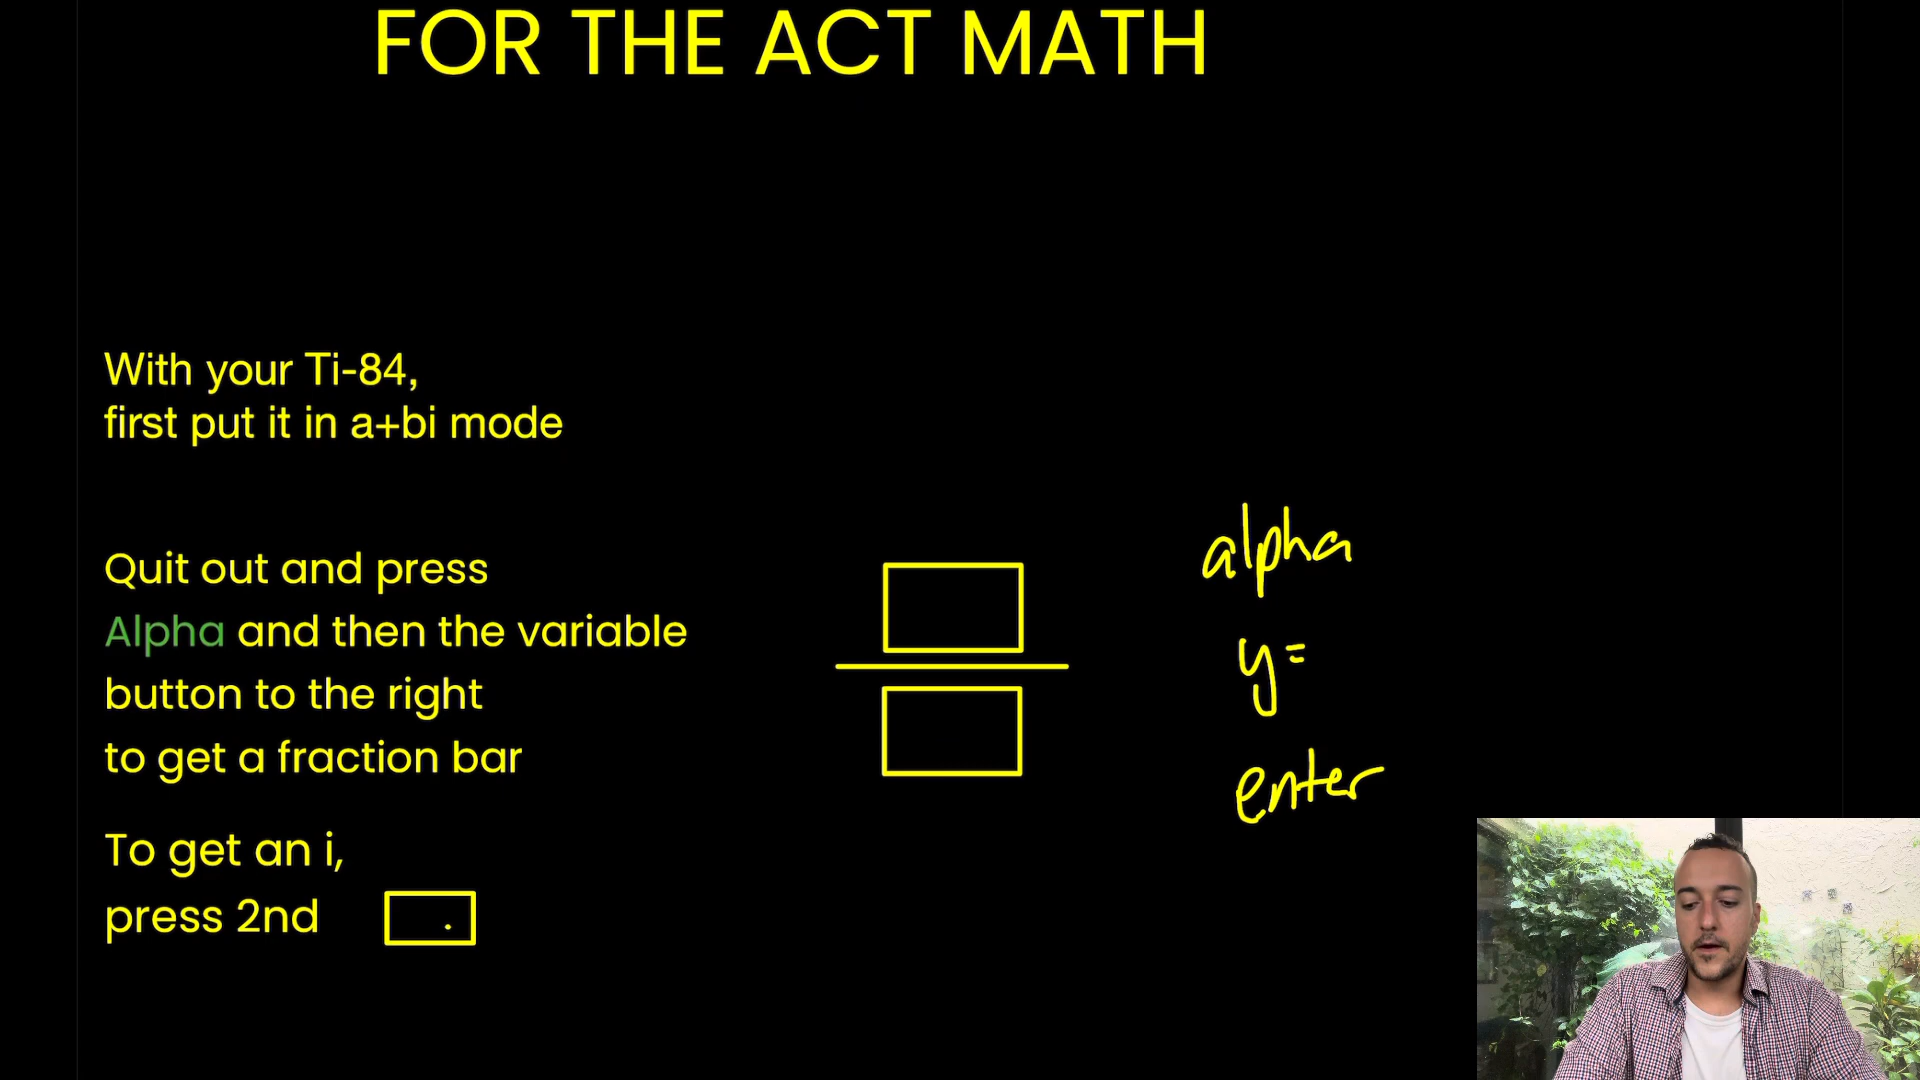 FOR THE ACT MATH
With your Ti-84,
first put it in a+bi mode
Quit out and press
Alpha and then the variable
button to the right
to get a fraction bar
To get an i,
press 2nd .
alpha
y=
enter